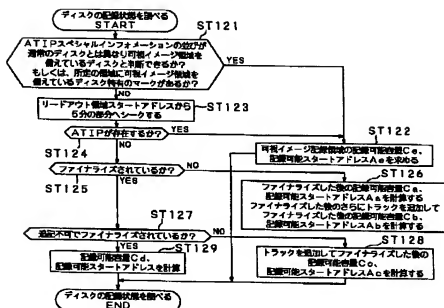 ディスクの記録状態を調べる
START
ST121
ATIPスペシャルインフォメーションの並びが
通常のディスクとは異なり可視イメージ領域を
備えているディスクと判断できるか?
もしくは、所定の領域に可視イメージ領域を
備えているディスク特有のマークがあるか?
YES
NO
ST123
リードアウト領域スタートアドレスから
5分の部分へシークする
ATIPが存在するか?
YES
ST122
ST124
NO
可視イメージ記録領域の記録可能容量Ce、
記録可能スタートアドレスAeを求める
ファイナライズされているか?
NO
ST126
ST125
YES
ファイナライズした後の記録可能容量Ca、
記録可能スタートアドレスAaを計算する
ファイナライズした後のさらにトラックを追加して
ファイナライズした後の記録可能容量Cb、
記録可能スタートアドレスAbを計算する
ST127
追記不可でファイナライズされているか?
NO
ST128
YES
ST129
記録可能容量Cd、
記録可能スタートアドレスを計算
トラックを追加してファイナライズした後の
記録可能容量Cc、
記録可能スタートアドレスAcを計算する
ディスクの記録状態を調べる
END